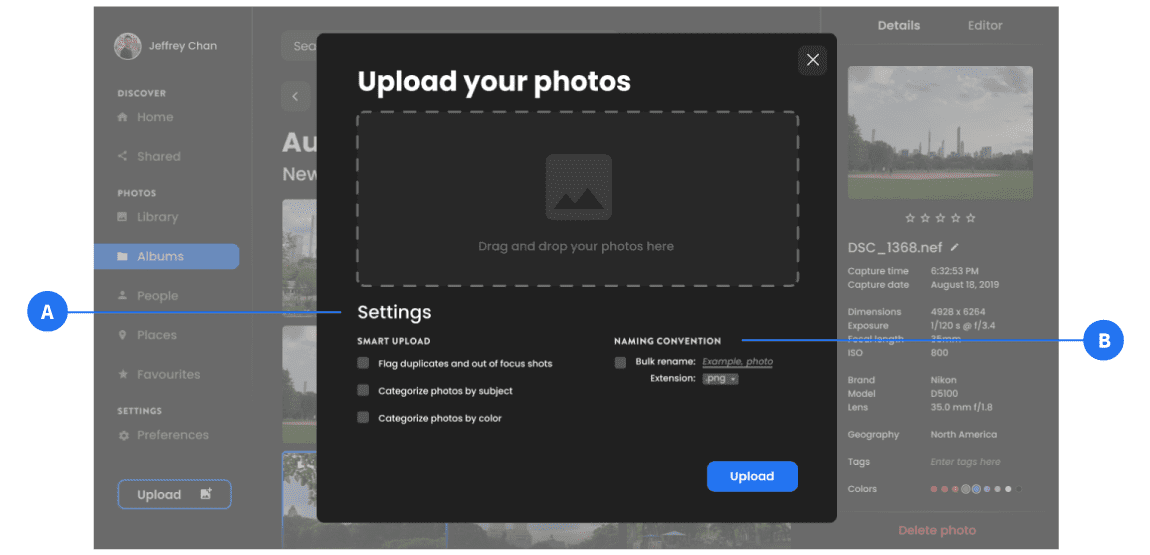 Jeffrey Chan
DISCOVER
Home
Shared
PHOTOS
Library
Albums
People
Places
Favourites
SETTINGS
Preferences
Upload
A
Sea
Au
New
Upload your photos
Drag and drop your photos here
Settings
SMART UPLOAD
Flag duplicates and out of focus shots
Categorize photos by subject
Categorize photos by color
NAMING CONVENTION
Bulk rename: Example, photo
Extension: .png
Upload
B
Details Editor
DSC_1368.nef
Capture time 6:32:53 PM
Capture date August 18, 2019
Dimensions 4928 x 6264
Exposure 1/120 s @ f/3.4
Focal length 35mm
ISO 800
Brand Nikon
Model D5100
Lens 35.0 mm f/1.8
Geography North America
Tags Enter tags here
Colors
Delete photo